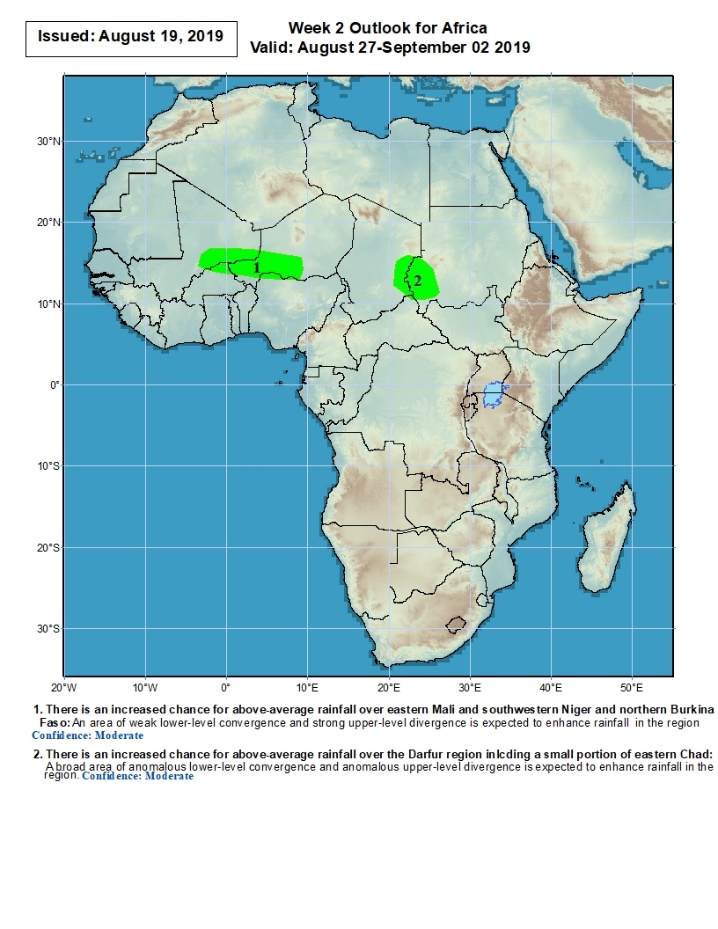 Issued: August 19, 2019
Week 2 Outlook for Africa
Valid: August 27-September 02 2019
30°N
20°N
10°N
0°
10°S
20°S
30°S
1
2
20°W 10°W 0° 10°E 20°E 30°E 40°E 50°E
1. There is an increased chance for above-average rainfall over eastern Mali and southwestern Niger and northern Burkina
Faso: An area of weak lower-level convergence and strong upper-level divergence is expected to enhance rainfall in the region
Confidence: Moderate
2. There is an increased chance for above-average rainfall over the Darfur region inlcding a small portion of eastern Chad:
A broad area of anomalous lower-level convergence and anomalous upper-level divergence is expected to enhance rainfall in the
region. Confidence: Moderate